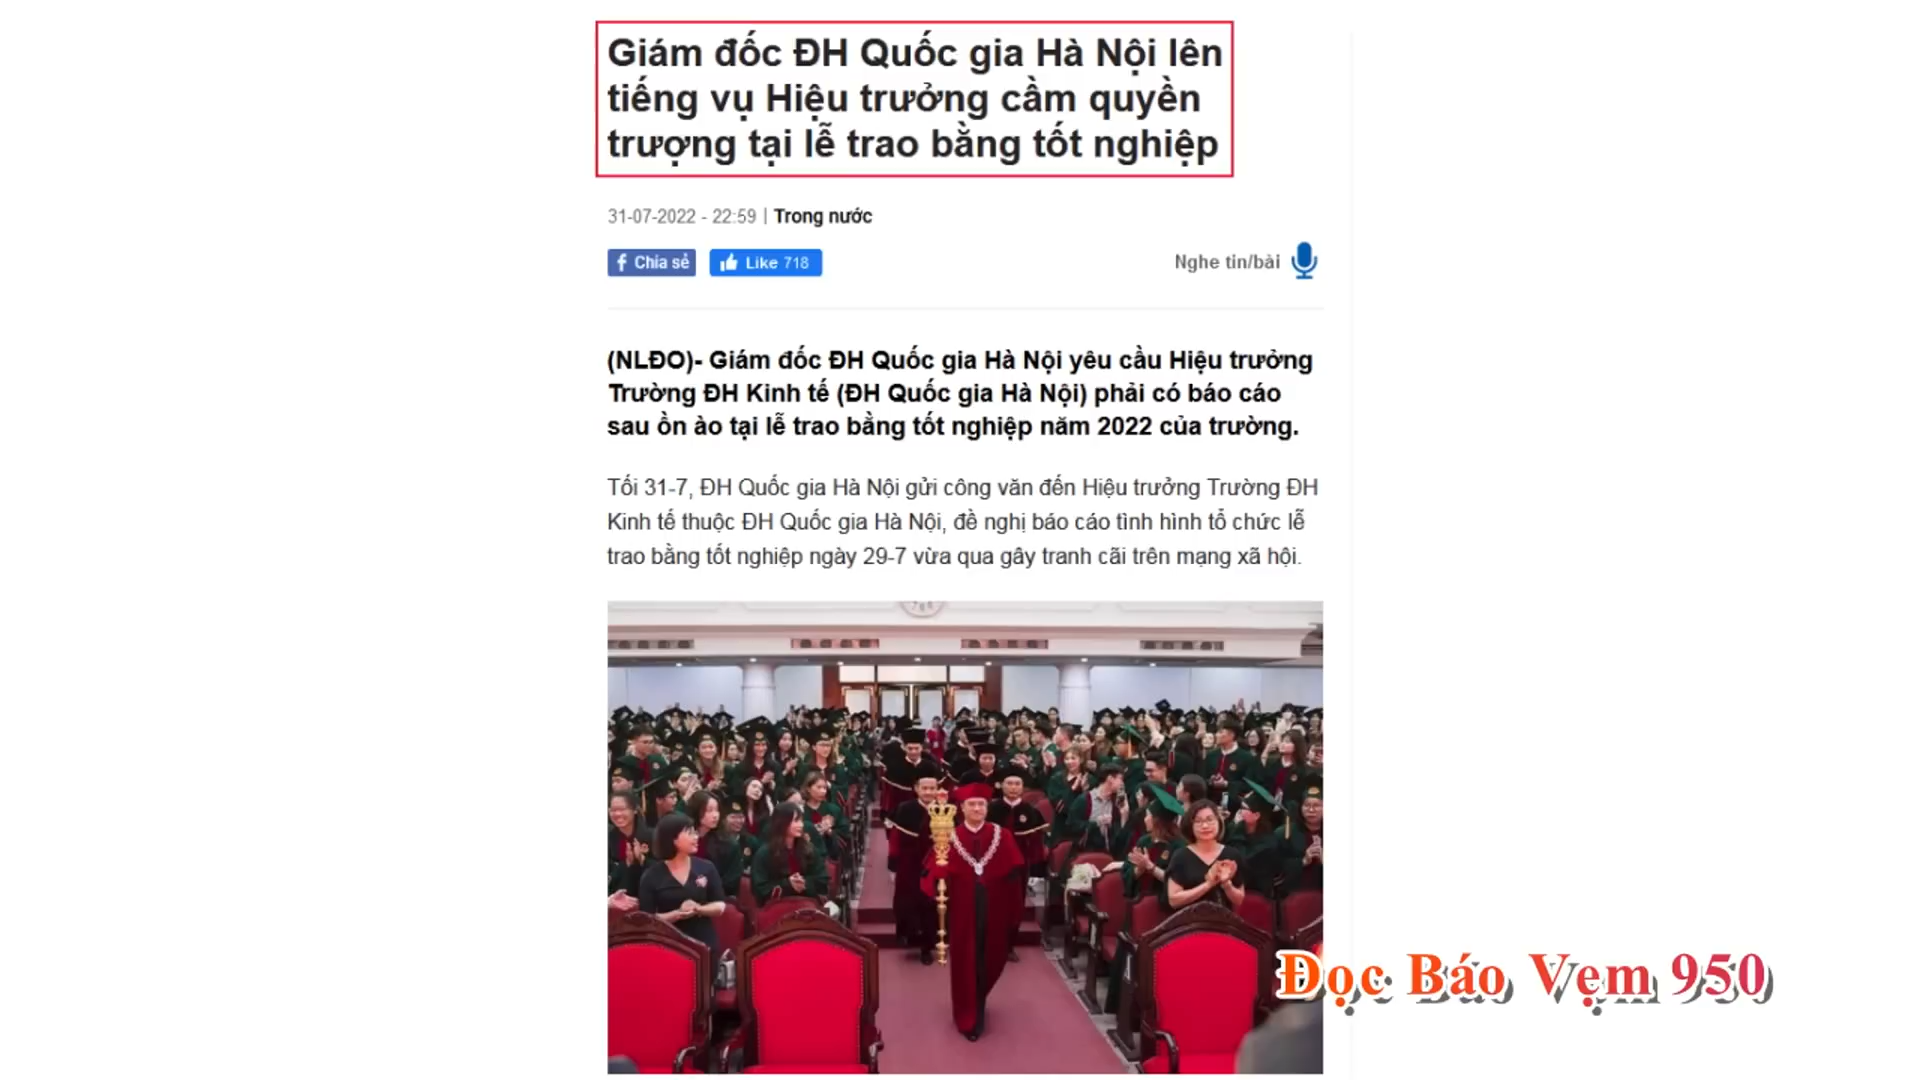 Giám đốc ĐH Quốc gia Hà Nội lên
tiếng vụ Hiệu trưởng cầm quyền
trượng tại lễ trao bằng tốt nghiệp
31-07-2022 - 22:59 | Trong nước
Chia sẻ
Like 718
Nghe tin/bài
(NLĐO)- Giám đốc ĐH Quốc gia Hà Nội yêu cầu Hiệu trưởng
Trường ĐH Kinh tế (ĐH Quốc gia Hà Nội) phải có báo cáo
sau ồn ào tại lễ trao bằng tốt nghiệp năm 2022 của trường.
Tối 31-7, ĐH Quốc gia Hà Nội gửi công văn đến Hiệu trưởng Trường ĐH
Kinh tế thuộc ĐH Quốc gia Hà Nội, đề nghị báo cáo tình hình tổ chức lễ
trao bằng tốt nghiệp ngày 29-7 vừa qua gây tranh cãi trên mạng xã hội.
Đọc Báo Vẹm 950